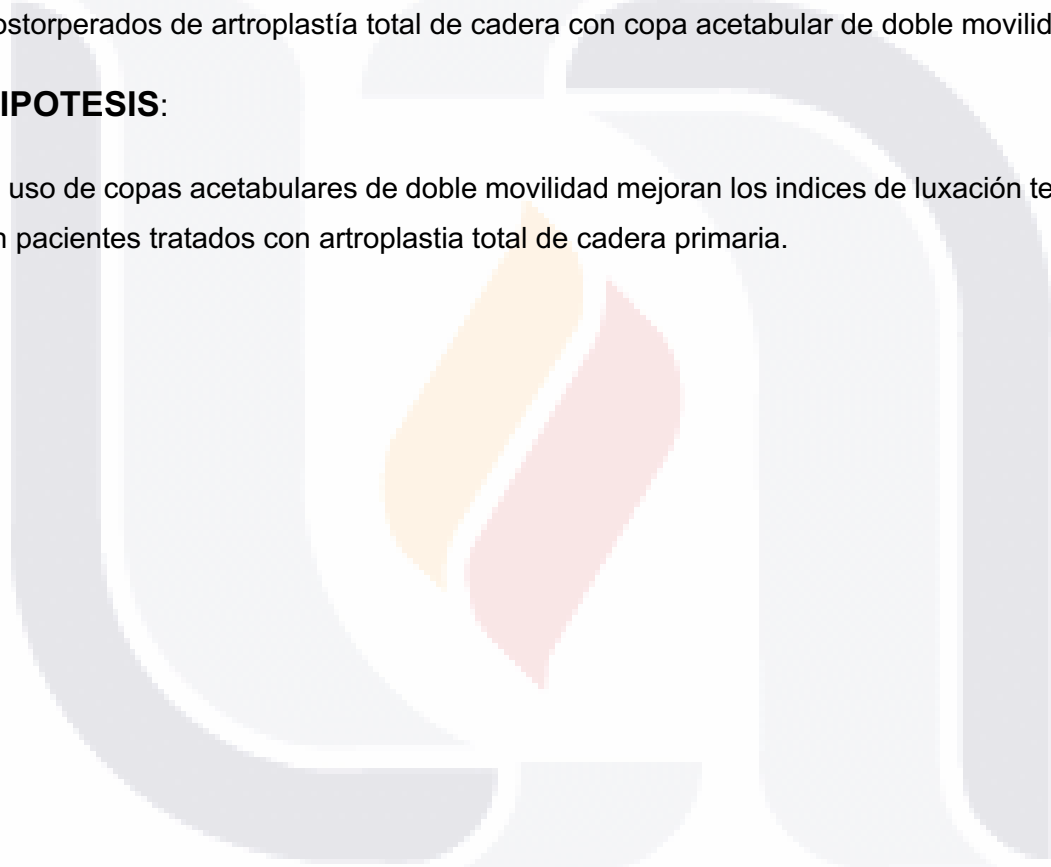 ostorperados de artroplastía total de cadera con copa acetabular de doble movilid
IPOTESIS:
uso de copas acetabulares de doble movilidad mejoran los indices de luxación te
n pacientes tratados con artroplastia total de cadera primaria.